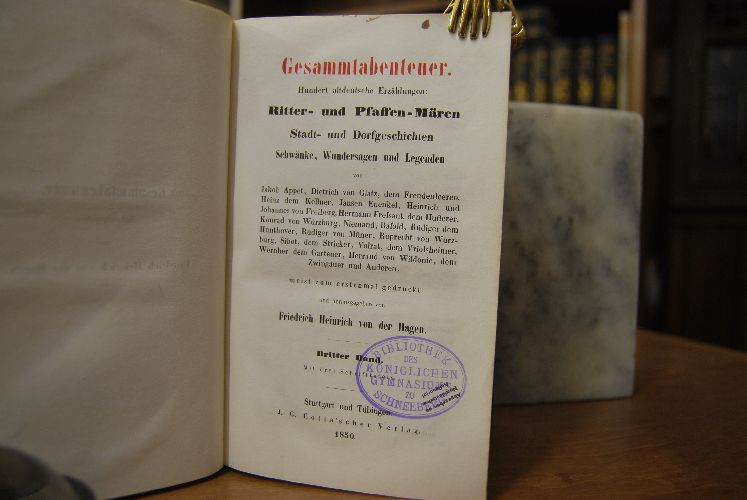 Gesammtabenteuer.
Hundert altdeutsche Erzählungen:
Ritter- und Pfaffen-Mären
Stadt- und Dorfgeschichten
Schwänke, Wundersagen und Legenden
von
Jakob Appet, Dietrich von Glatz, dem Freudenleeren,
Heinz dem Kellner, Jansen Enenkel, Heinrich und
Johannes von Freiberg, Hermann Fressant, dem Hufferer,
Konrad von Würzburg, Niemand, Rafold, Rüdiger dem
Hunthover, Rüdiger von Müner, Ruprecht von Würz-
burg, Sibot, dem Stricker, Volzat, dem Vriolsheimer,
Wernher dem Gartener, Herrand von Wildonie, dem
Zwingäuer und Anderen,
meist zum erstenmal gedruckt
und herausgegeben von
Friedrich Heinrich von der Hagen.
Dritter Band.
Mit drei
Stuttgart und Tübingen.
J. G. Cotta'scher Verlag.
1850.
BIBLIOTHEK
DES
KÖNIGLICHEN
GYMNASIUMS
ZU
SCHNEEBERG